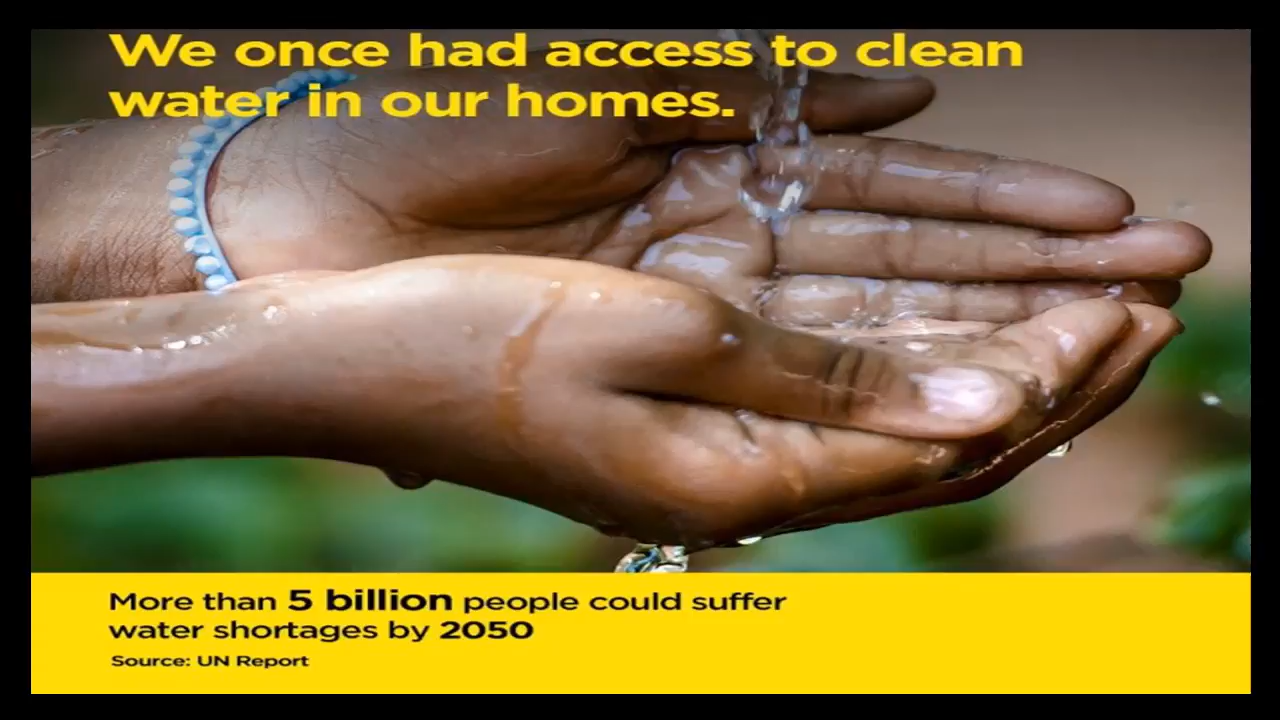 We once had access to clean
water in our homes.
More than 5 billion people could suffer
water shortages by 2050
Source: UN Report